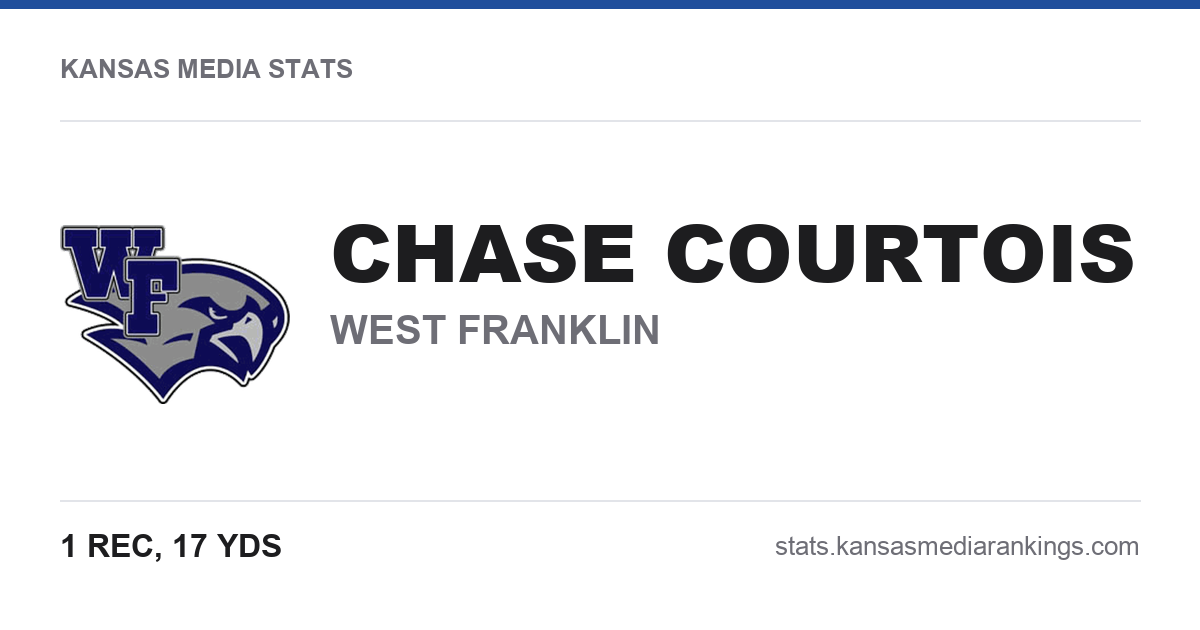 KANSAS MEDIA STATS
WF
CHASE COURTOIS
WEST FRANKLIN
1 REC, 17 YDS
stats.kansasmediarankings.com